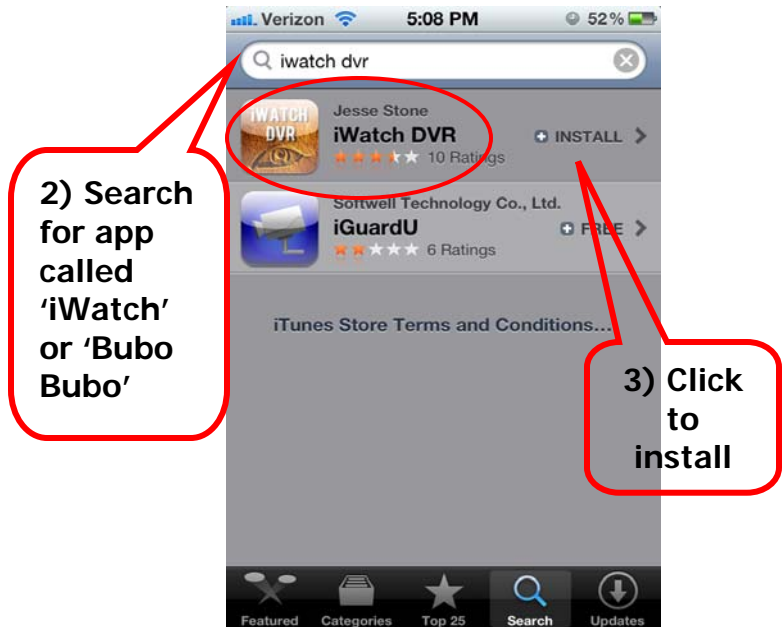 Verizon 5:08 PM 52%
iwatch dvr
iWATCH
DVR
Jesse Stone
iWatch DVR
10 Ratings
INSTALL
Softwell Technology Co., Ltd.
iGuardU
6 Ratings
FREE
iTunes Store Terms and Conditions...
2) Search
for app
called
‘iWatch’
or ‘Bubo
Bubo’
3) Click
to
install
Featured Categories Top 25 Search Updates